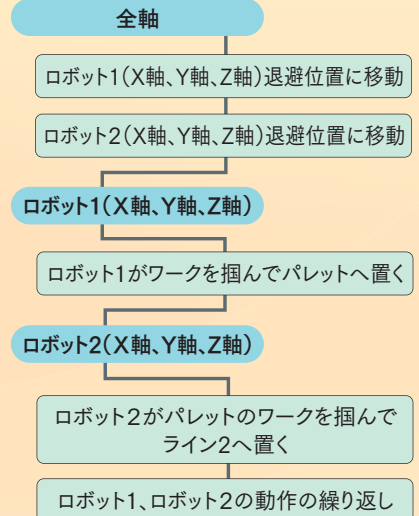 全軸
ロボット1(X軸、Y軸、Z軸)退避位置に移動
ロボット2(X軸、Y軸、Z軸)退避位置に移動
ロボット1(X軸、Y軸、Z軸)
ロボット1がワークを掴んでパレットへ置く
ロボット2(X軸、Y軸、Z軸)
ロボット2がパレットのワークを掴んで
ライン2へ置く
ロボット1、ロボット2の動作の繰り返し